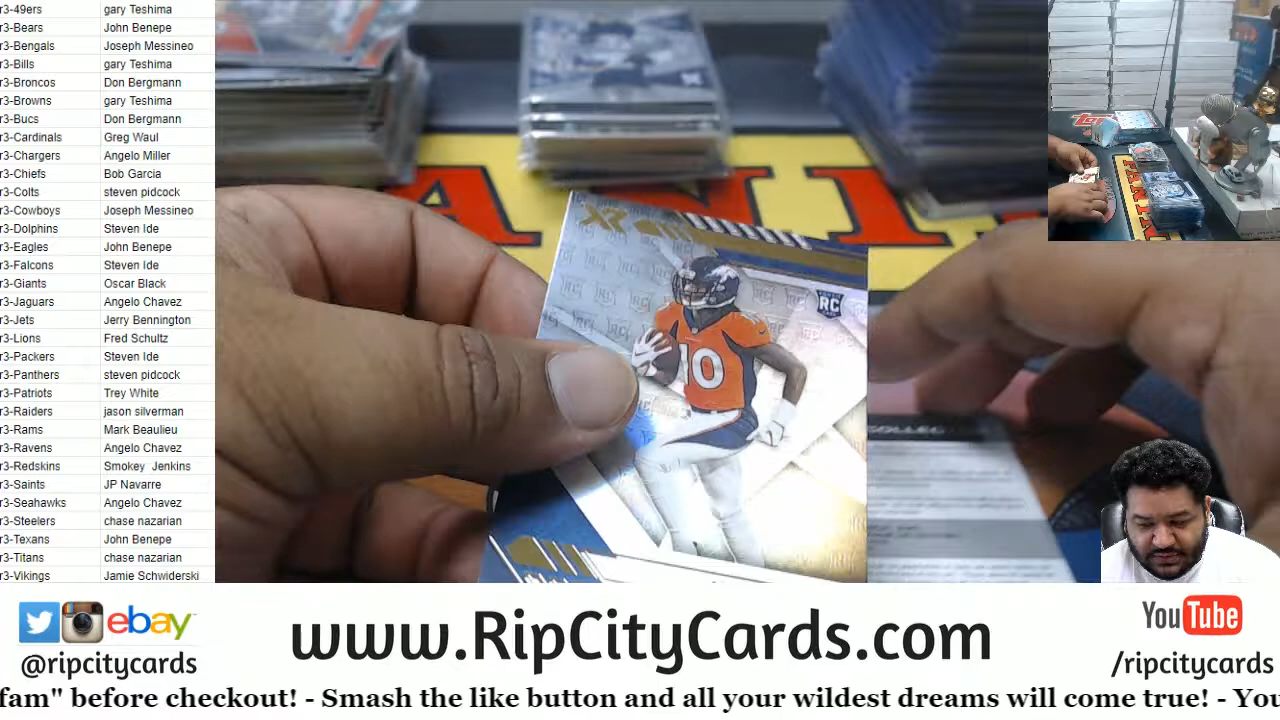 r3-49ers gary Teshima
r3-Bears John Benepe
r3-Bengals Joseph Messineo
r3-Bills gary Teshima
r3-Broncos Don Bergmann
r3-Browns gary Teshima
r3-Bucs Don Bergmann
r3-Cardinals Greg Waul
r3-Chargers Angelo Miller
r3-Chiefs Bob Garcia
r3-Colts steven pidcock
r3-Cowboys Joseph Messineo
r3-Dolphins Steven Ide
r3-Eagles John Benepe
r3-Falcons Steven Ide
r3-Giants Oscar Black
r3-Jaguars Angelo Chavez
r3-Jets Jerry Bennington
r3-Lions Fred Schultz
r3-Packers Steven Ide
r3-Panthers steven pidcock
r3-Patriots Trey White
r3-Raiders jason silverman
r3-Rams Mark Beaulieu
r3-Ravens Angelo Chavez
r3-Redskins Smokey Jenkins
r3-Saints JP Navarre
r3-Seahawks Angelo Chavez
r3-Steelers chase nazarian
r3-Texans John Benepe
r3-Titans chase nazarian
r3-Vikings Jamie Schwiderski
PANINI
XR
RC
10
PANINI
ebay
@ripcitycards
www.RipCityCards.com
YouTube
/ripcitycards
fam" before checkout! - Smash the like button and all your wildest dreams will come true! - You